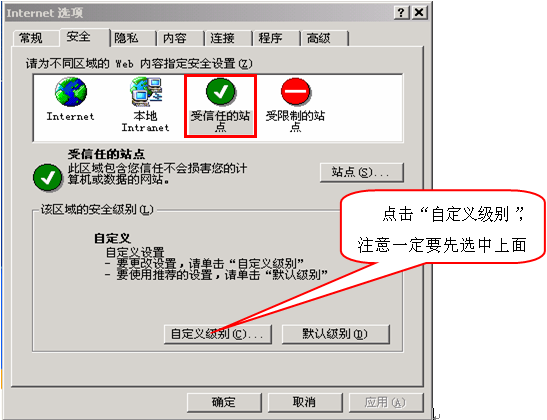 Internet 选项
常规 安全 隐私 内容 连接 程序 高级
请为不同区域的 Web 内容指定安全设置(Z)
Internet
本地
Intranet
受信任的站
点
受限制的站
点
受信任的站点
此区域包含您信任不会损害您的计
算机或数据的网站。
站点(S)...
该区域的安全级别(L)
自定义
自定义设置
- 要更改设置,请单击“自定义级别”
- 要使用推荐的设置,请单击“默认级别”
点击“自定义级别”,
注意一定要先选中上面
自定义级别(C)...
默认级别(D)
确定
取消
应用(A)